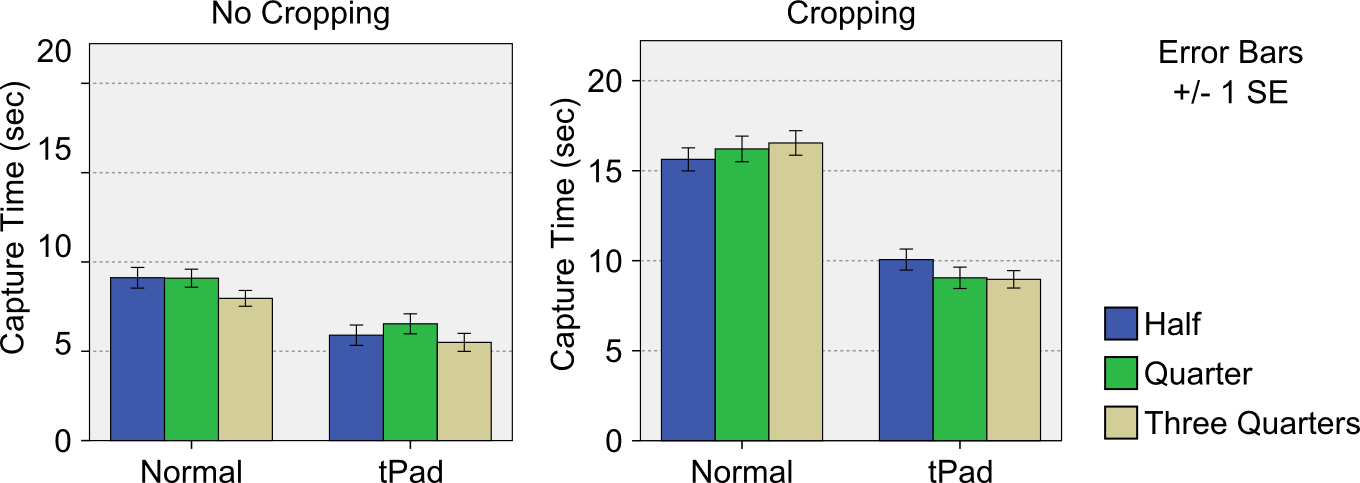 No Cropping
Capture Time (sec)
20
15
10
5
0
Normal
tPad
Cropping
Capture Time (sec)
20
15
10
5
0
Normal
tPad
Error Bars
+/- 1 SE
Half
Quarter
Three Quarters